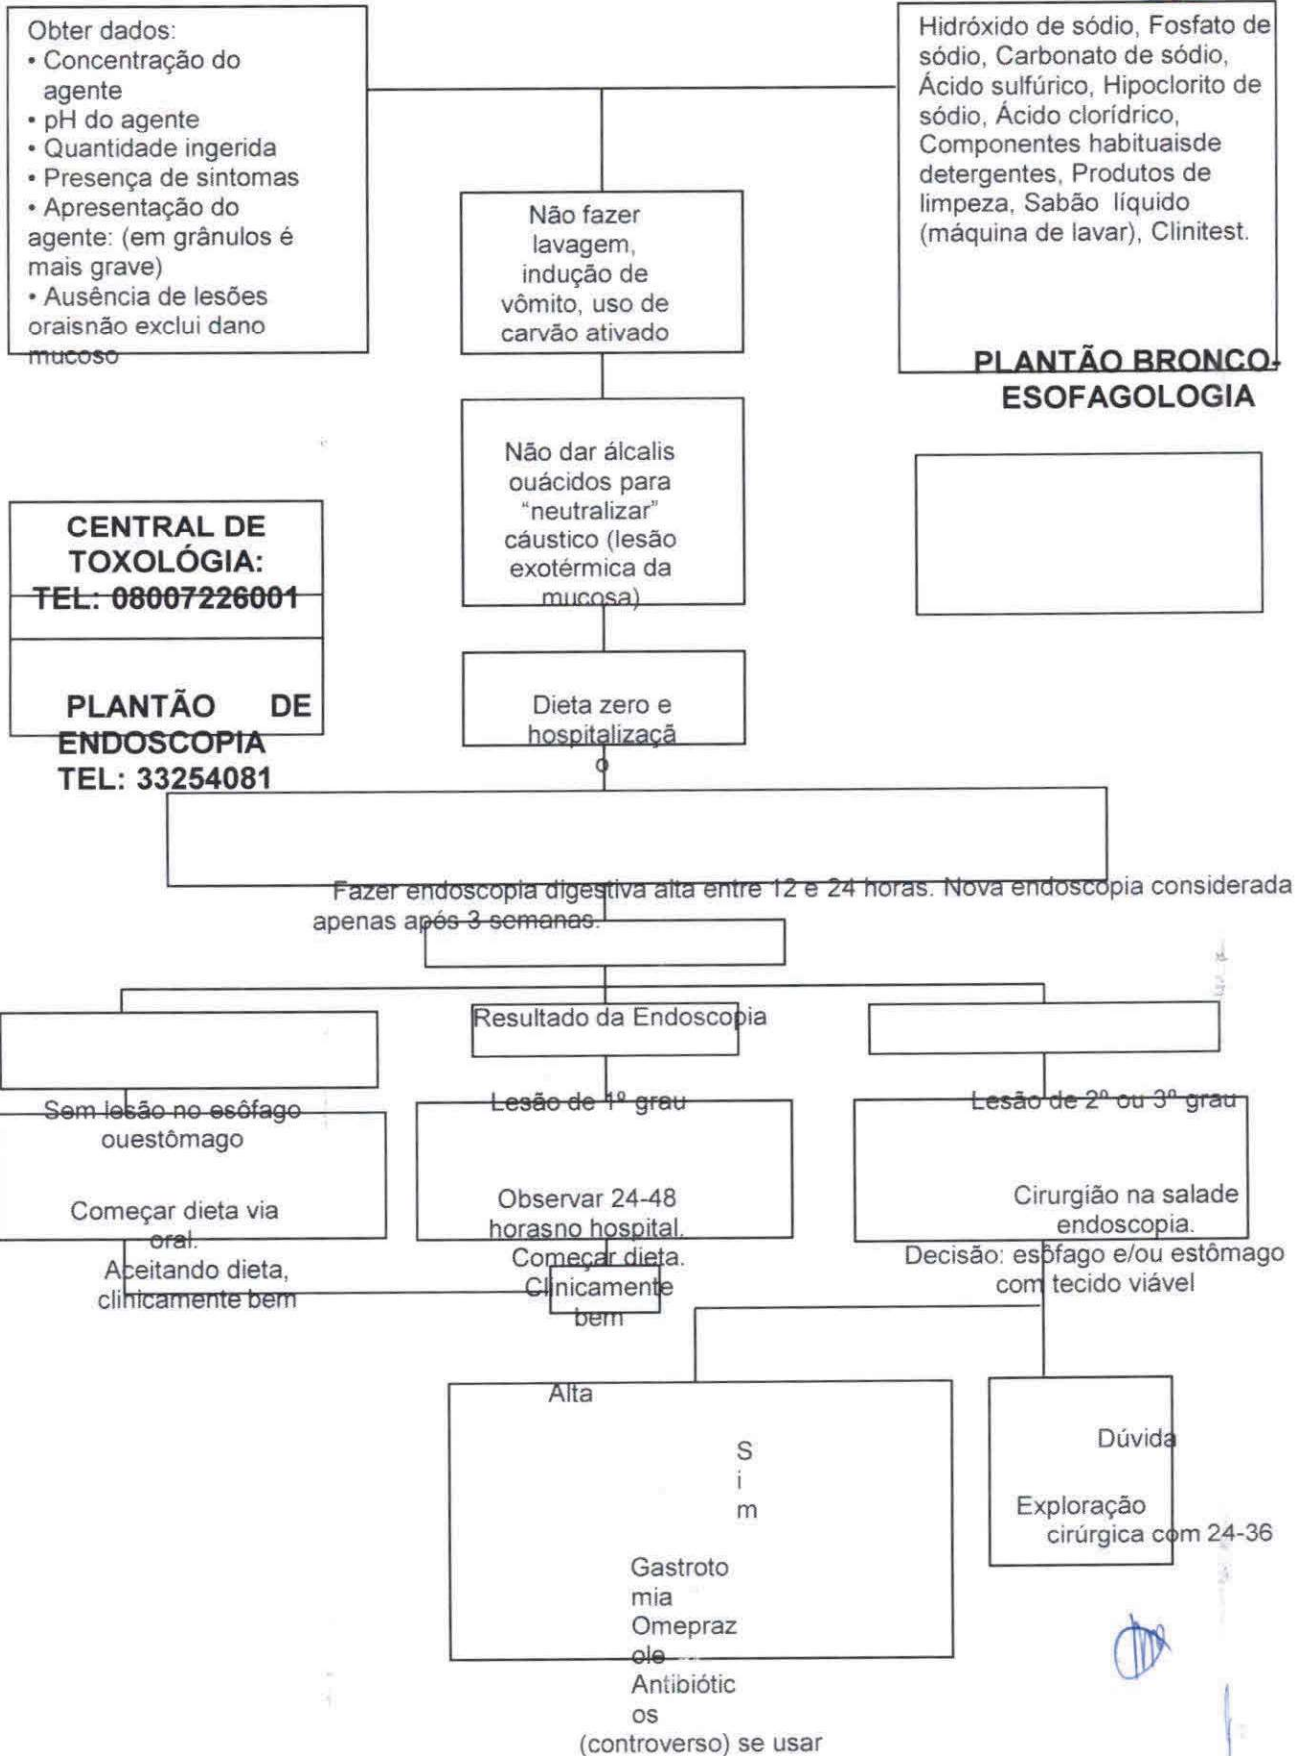 Obter dados:
• Concentração do
agente
• pH do agente
• Quantidade ingerida
• Presença de sintomas
• Apresentação do
agente: (em grânulos é
mais grave)
• Ausência de lesões
oraisnão exclui dano
mucoso
Hidróxido de sódio, Fosfato de
sódio, Carbonato de sódio,
Ácido sulfúrico, Hipoclorito de
sódio, Ácido clorídrico,
Componentes habituaisde
detergentes, Produtos de
limpeza, Sabão líquido
(máquina de lavar), Clinitest.
Não fazer
lavagem,
indução de
vômito, uso de
carvão ativado
PLANTÃO BRONCO-
ESOFAGOLOGIA
Não dar álcalis
ouácidos para
“neutralizar”
cáustico (lesão
exotérmica da
mucosa)
CENTRAL DE
TOXOLÓGIA:
TEL: 08007226001
PLANTÃO DE
ENDOSCOPIA
TEL: 33254081
Dieta zero e
hospitalizaçã
o
Fazer endoscopia digestiva alta entre 12 e 24 horas. Nova endoscopia considerada
apenas após 3 semanas.
Resultado da Endoscopia
Sem lesão no esôfago
ouestômago
Começar dieta via
oral.
Aceitando dieta,
clinicamente bem
Lesão de 1º grau
Observar 24-48
horasno hospital.
Começar dieta.
Clinicamente
bem
Lesão de 2º ou 3º grau
Cirurgião na salade
endoscopia.
Decisão: esôfago e/ou estômago
com tecido viável
Alta
S
i
m
Gastroto
mia
Omepraz
ole
Antibiótic
os
(controverso) se usar
Dúvida
Exploração
cirúrgica com 24-36